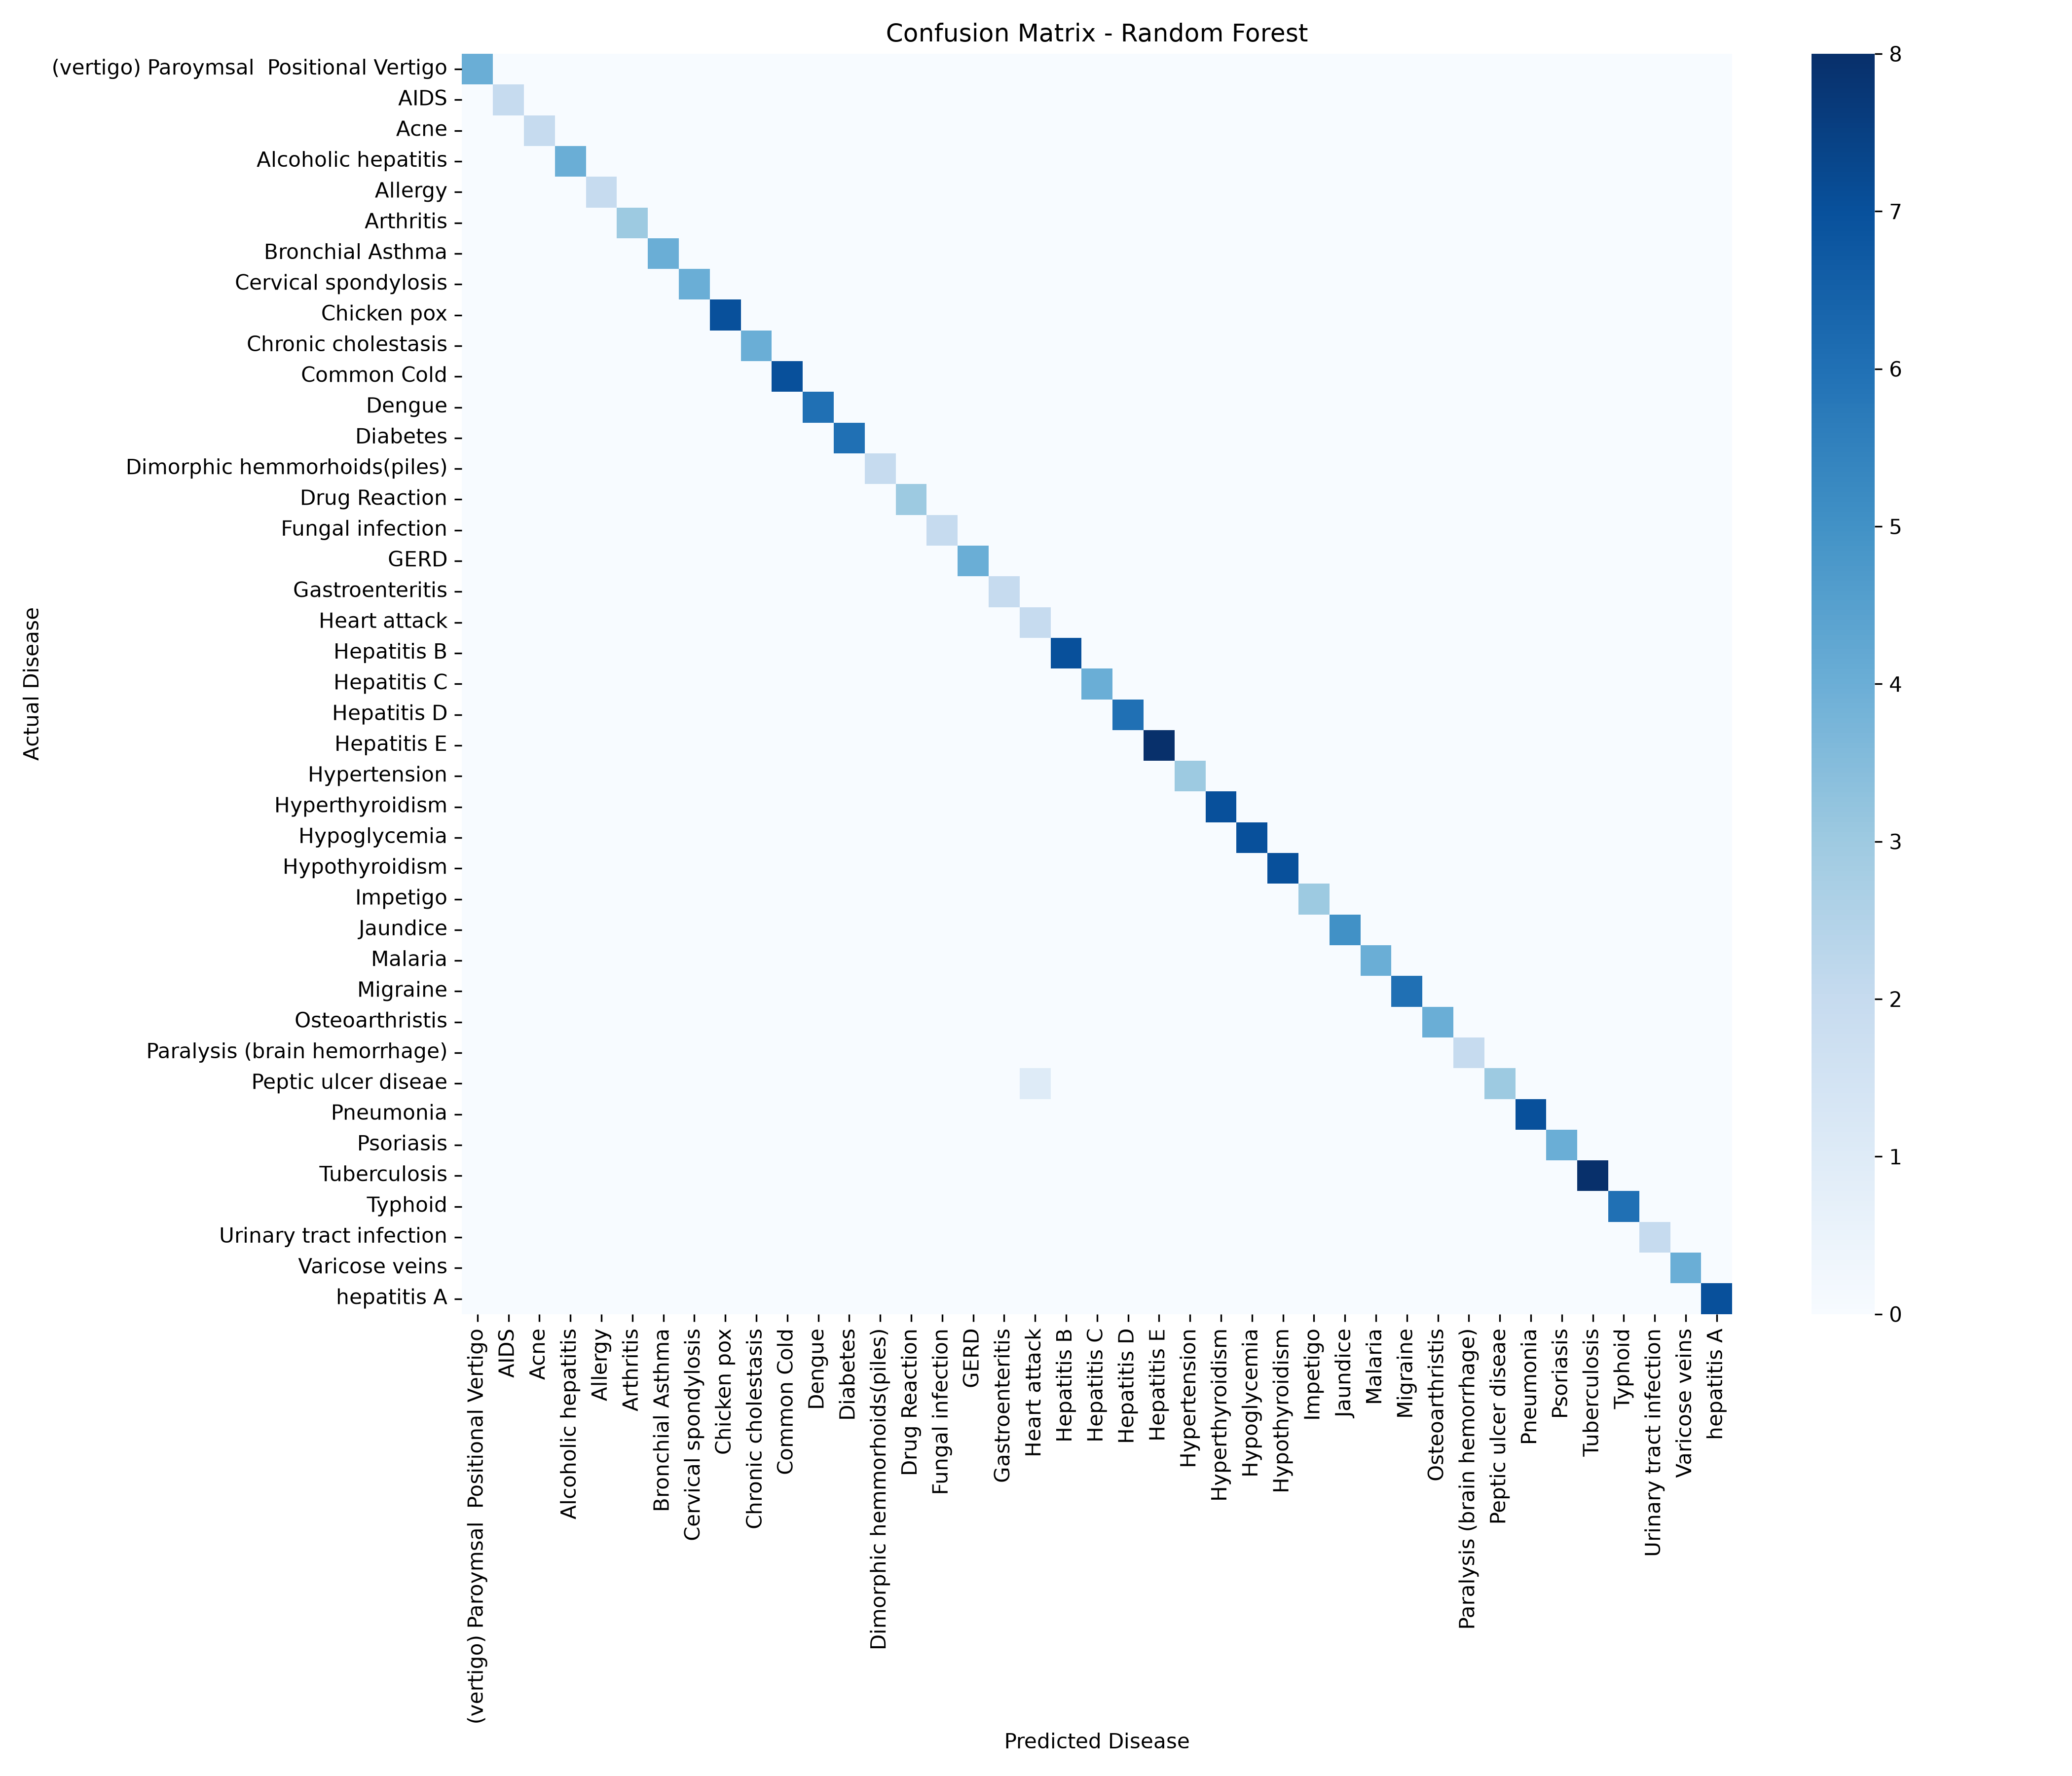 Confusion Matrix - Random Forest
(vertigo) Paroymsal  Positional Vertigo
AIDS
Acne
Alcoholic hepatitis
Allergy
Arthritis
Bronchial Asthma
Cervical spondylosis
Chicken pox
Chronic cholestasis
Common Cold
Dengue
Diabetes
Dimorphic hemmorhoids(piles)
Drug Reaction
Fungal infection
GERD
Gastroenteritis
Heart attack
Hepatitis B
Hepatitis C
Hepatitis D
Hepatitis E
Hypertension
Hyperthyroidism
Hypoglycemia
Hypothyroidism
Impetigo
Jaundice
Malaria
Migraine
Osteoarthristis
Paralysis (brain hemorrhage)
Peptic ulcer diseae
Pneumonia
Psoriasis
Tuberculosis
Typhoid
Urinary tract infection
Varicose veins
hepatitis A
Actual Disease
(vertigo) Paroymsal  Positional Vertigo
AIDS
Acne
Alcoholic hepatitis
Allergy
Arthritis
Bronchial Asthma
Cervical spondylosis
Chicken pox
Chronic cholestasis
Common Cold
Dengue
Diabetes
Dimorphic hemmorhoids(piles)
Drug Reaction
Fungal infection
GERD
Gastroenteritis
Heart attack
Hepatitis B
Hepatitis C
Hepatitis D
Hepatitis E
Hypertension
Hyperthyroidism
Hypoglycemia
Hypothyroidism
Impetigo
Jaundice
Malaria
Migraine
Osteoarthristis
Paralysis (brain hemorrhage)
Peptic ulcer diseae
Pneumonia
Psoriasis
Tuberculosis
Typhoid
Urinary tract infection
Varicose veins
hepatitis A
Predicted Disease
8
7
6
5
4
3
2
1
0